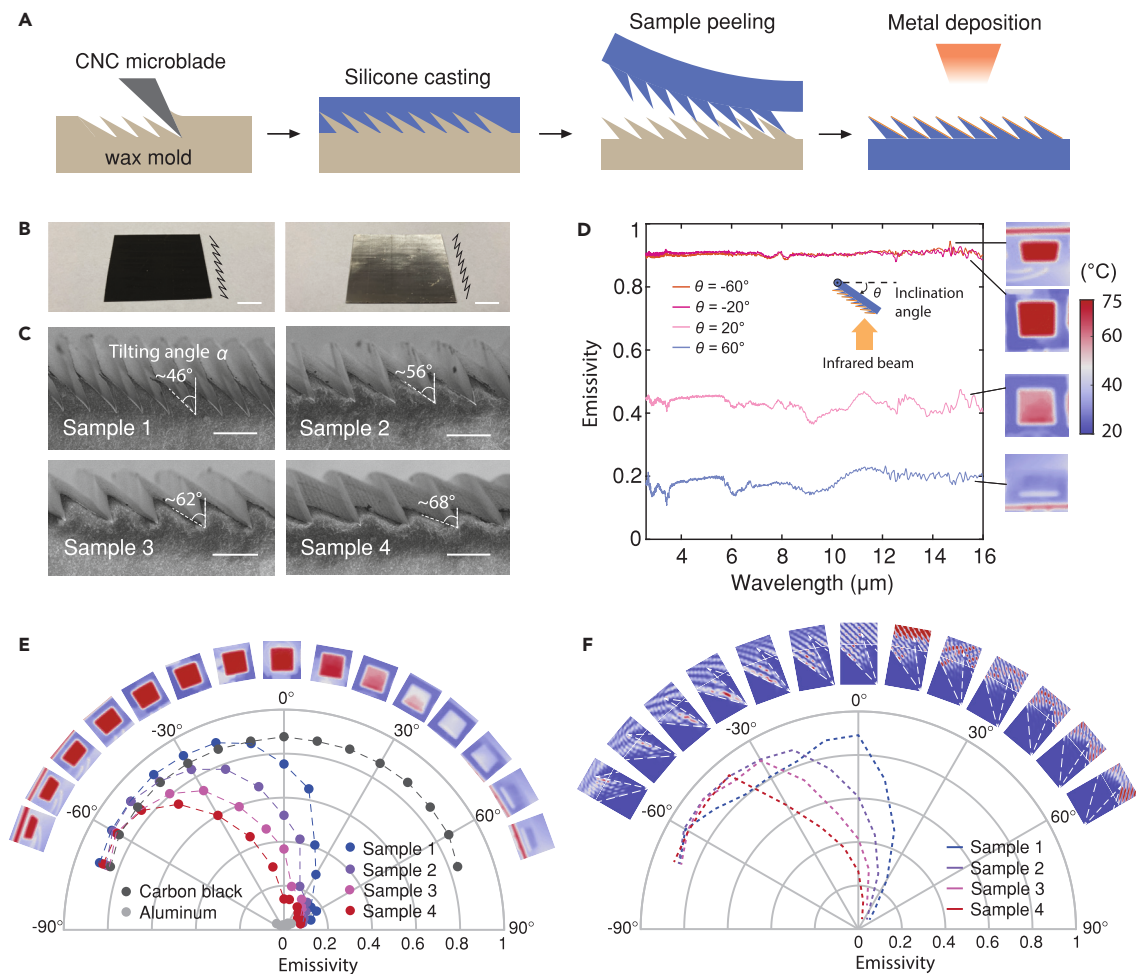 A
CNC microblade
wax mold
Silicone casting
Sample peeling
Metal deposition
B
C
Tilting angle α
~46°
Sample 1
~56°
Sample 2
~62°
Sample 3
~68°
Sample 4
D
1
0.8
0.6
0.4
0.2
0
Emissivity
θ = -60°
θ = -20°
θ = 20°
θ = 60°
θ
Inclination
angle
Infrared beam
4
6
8
10
12
14
16
Wavelength (μm)
(°C)
75
60
40
20
E
-90°
-60°
-30°
0°
30°
60°
90°
Carbon black
Aluminum
Sample 1
Sample 2
Sample 3
Sample 4
0
0.2
0.4
0.6
0.8
1
Emissivity
F
-90°
-60°
-30°
0°
30°
60°
90°
Sample 1
Sample 2
Sample 3
Sample 4
0
0.2
0.4
0.6
0.8
1
Emissivity